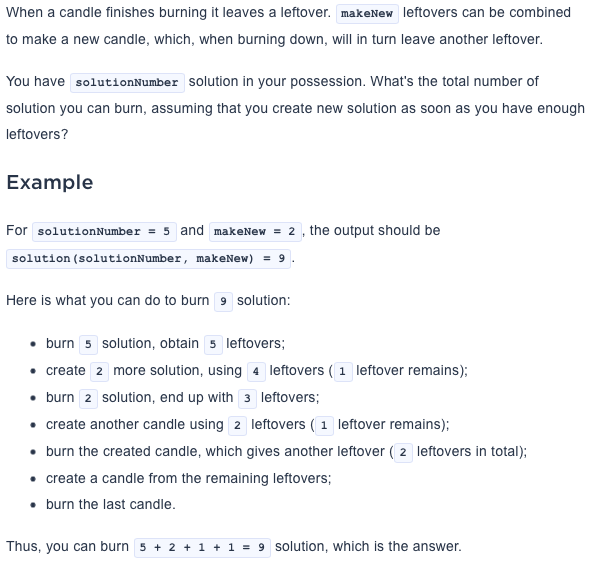 When a candle finishes burning it leaves a leftover. makeNew leftovers can be combined
to make a new candle, which, when burning down, will in turn leave another leftover.
You have solutionNumber solution in your possession. What's the total number of
solution you can burn, assuming that you create new solution as soon as you have enough
leftovers?
Example
For solutionNumber = 5 and makeNew = 2, the output should be
solution(solutionNumber, makeNew) = 9.
Here is what you can do to burn 9 solution:
• burn 5 solution, obtain 5 leftovers;
• create 2 more solution, using 4 leftovers (1 leftover remains);
• burn 2 solution, end up with 3 leftovers;
• create another candle using 2 leftovers (1 leftover remains);
• burn the created candle, which gives another leftover (2 leftovers in total);
• create a candle from the remaining leftovers;
• burn the last candle.
Thus, you can burn 5 + 2 + 1 + 1 = 9 solution, which is the answer.